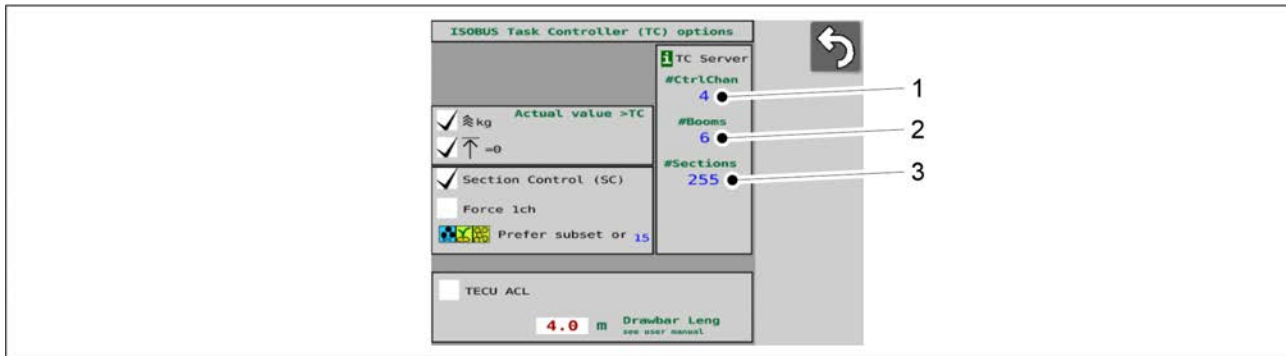 ISOBUS Task Controller (TC) options
i TC Server
#CtrlChan
4
1
#Booms
6
2
#Sections
255
3
Actual value >TC
kg
=0
Section Control (SC)
Force 1ch
Prefer subset or 15
TECU ACL
4.0 m Drawbar Leng
see user manual